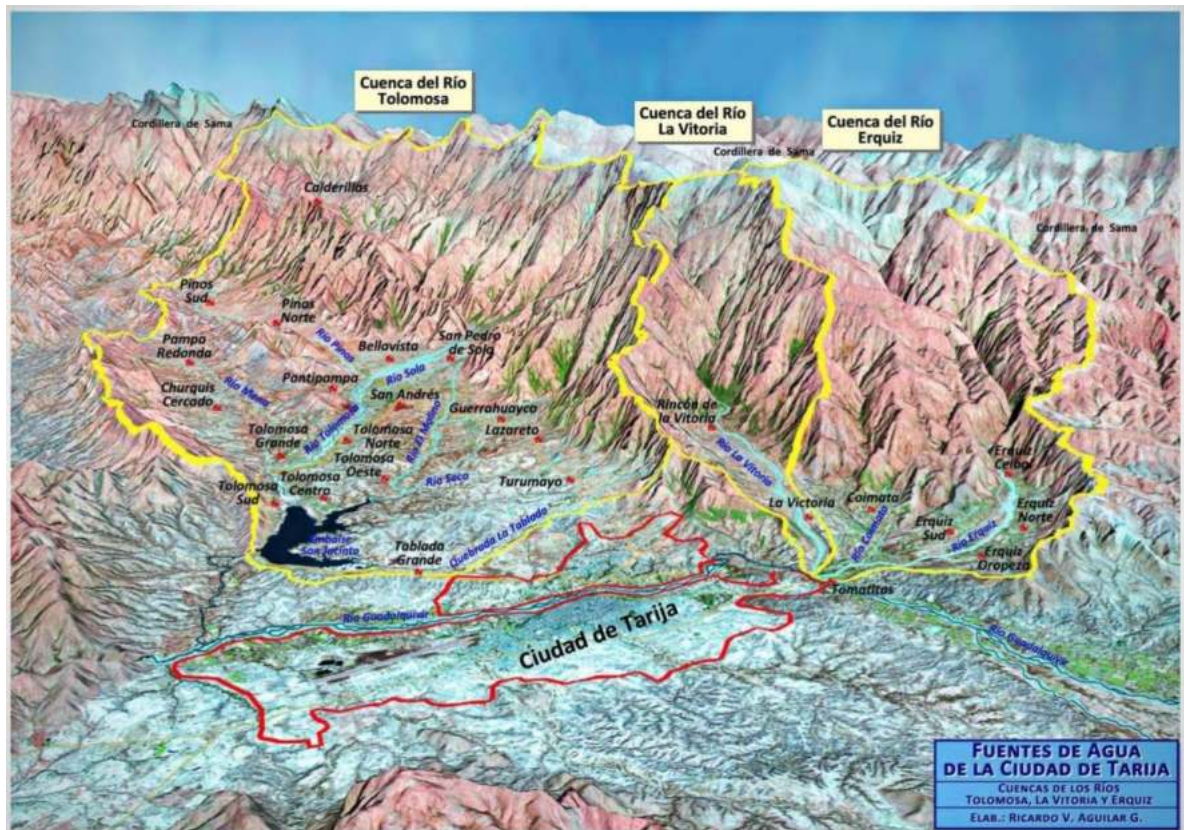 Cuenca del Río
Tolomosa
Cuenca del Río
La Vitoria
Cuenca del Río
Erquiz
Cordillera de Sama
Cordillera de Sama
Cordillera de Sama
Calderillas
Pinos
Sud
Pinos
Norte
Río Pinos
Pampa
Redonda
Bellavista
San Pedro
de Sola
Churquis
Cercado
Río Mena
Pantipampa
Río Sola
San Andrés
Guerrahuayco
Lazareto
Río El Molino
Tolomosa
Grande
Río Tolomosa
Tolomosa
Norte
Tolomosa
Oeste
Tolomosa
Centro
Tolomosa
Sud
Río Seco
Turumayo
Embalse
San Jacinto
Tablada
Grande
Quebrada La Tablada
Rincón de
la Vitoria
Río La Vitoria
La Victoria
Coimata
Río Coimata
Erquiz
Ceibal
Erquiz
Norte
Erquiz
Sud
Río Erquiz
Erquiz
Oropeza
Tomatitas
Río Guadalquivir
Río Guadalquivir
Ciudad de Tarija
FUENTES DE AGUA
DE LA CIUDAD DE TARIJA
CUENCAS DE LOS RÍOS
TOLOMOSA, LA VITORIA Y ERQUIZ
ELAB.: RICARDO V. AGUILAR G.